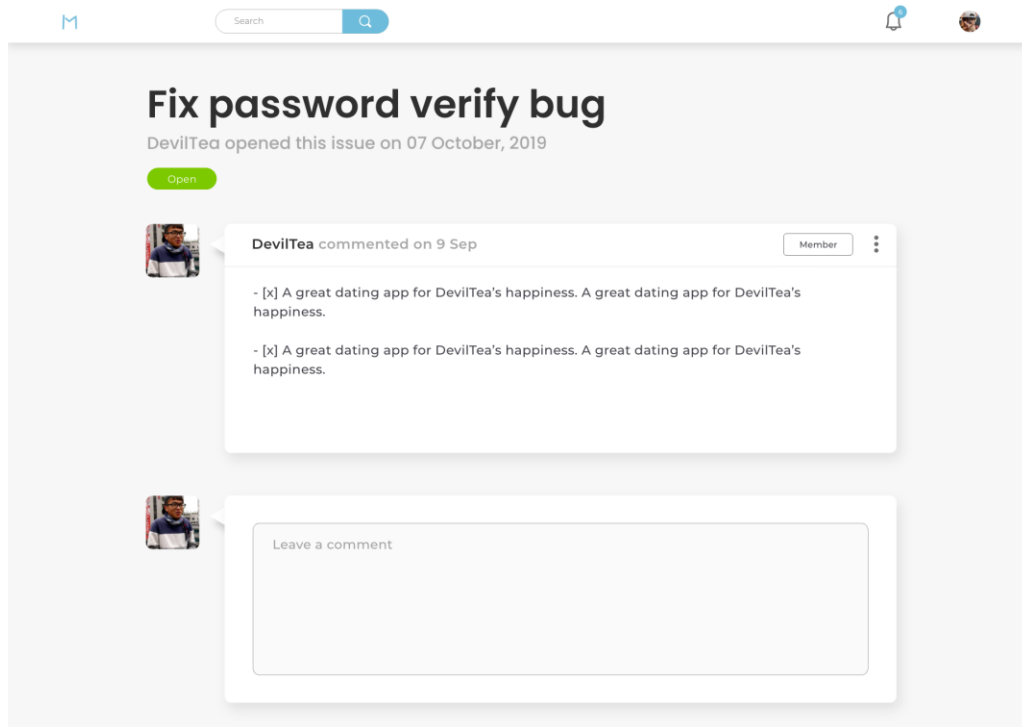 M
Search
6
Fix password verify bug
DevilTea opened this issue on 07 October, 2019
Open
DevilTea commented on 9 Sep
Member
- [x] A great dating app for DevilTea’s happiness. A great dating app for DevilTea’s
happiness.
- [x] A great dating app for DevilTea’s happiness. A great dating app for DevilTea’s
happiness.
Leave a comment